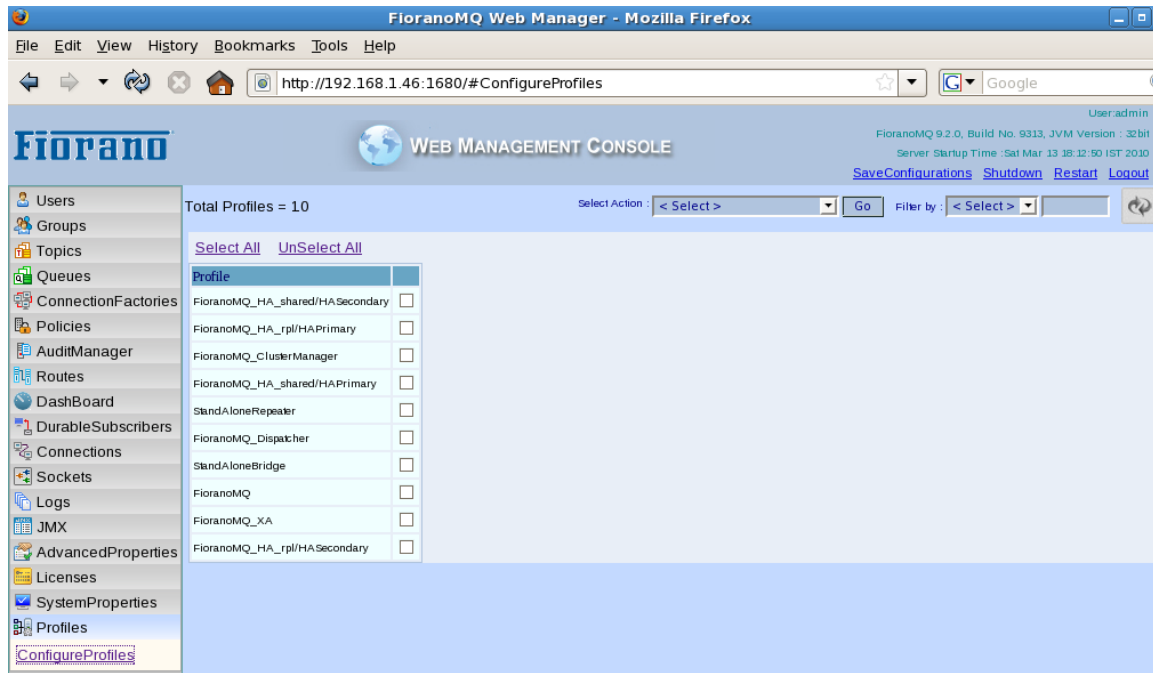 FioranoMQ Web Manager - Mozilla Firefox
File Edit View History Bookmarks Tools Help
http://192.168.1.46:1680/#ConfigureProfiles
G Google
User:admin
Fiorano
WEB MANAGEMENT CONSOLE
FioranoMQ 9.2.0, Build No. 9313, JVM Version : 32bit
Server Startup Time :Sat Mar 13 18:12:50 IST 2010
SaveConfigurations Shutdown Restart Logout
Total Profiles = 10
Select Action : < Select > Go Filter by : < Select >
Users
Groups
Topics
Queues
ConnectionFactories
Policies
AuditManager
Routes
DashBoard
DurableSubscribers
Connections
Sockets
Logs
JMX
AdvancedProperties
Licenses
SystemProperties
Profiles
ConfigureProfiles
Select All UnSelect All
Profile
FioranoMQ_HA_shared/HASecondary
FioranoMQ_HA_rpl/HAPrimary
FioranoMQ_ClusterManager
FioranoMQ_HA_shared/HAPrimary
StandAloneRepeater
FioranoMQ_Dispatcher
StandAloneBridge
FioranoMQ
FioranoMQ_XA
FioranoMQ_HA_rpl/HASecondary